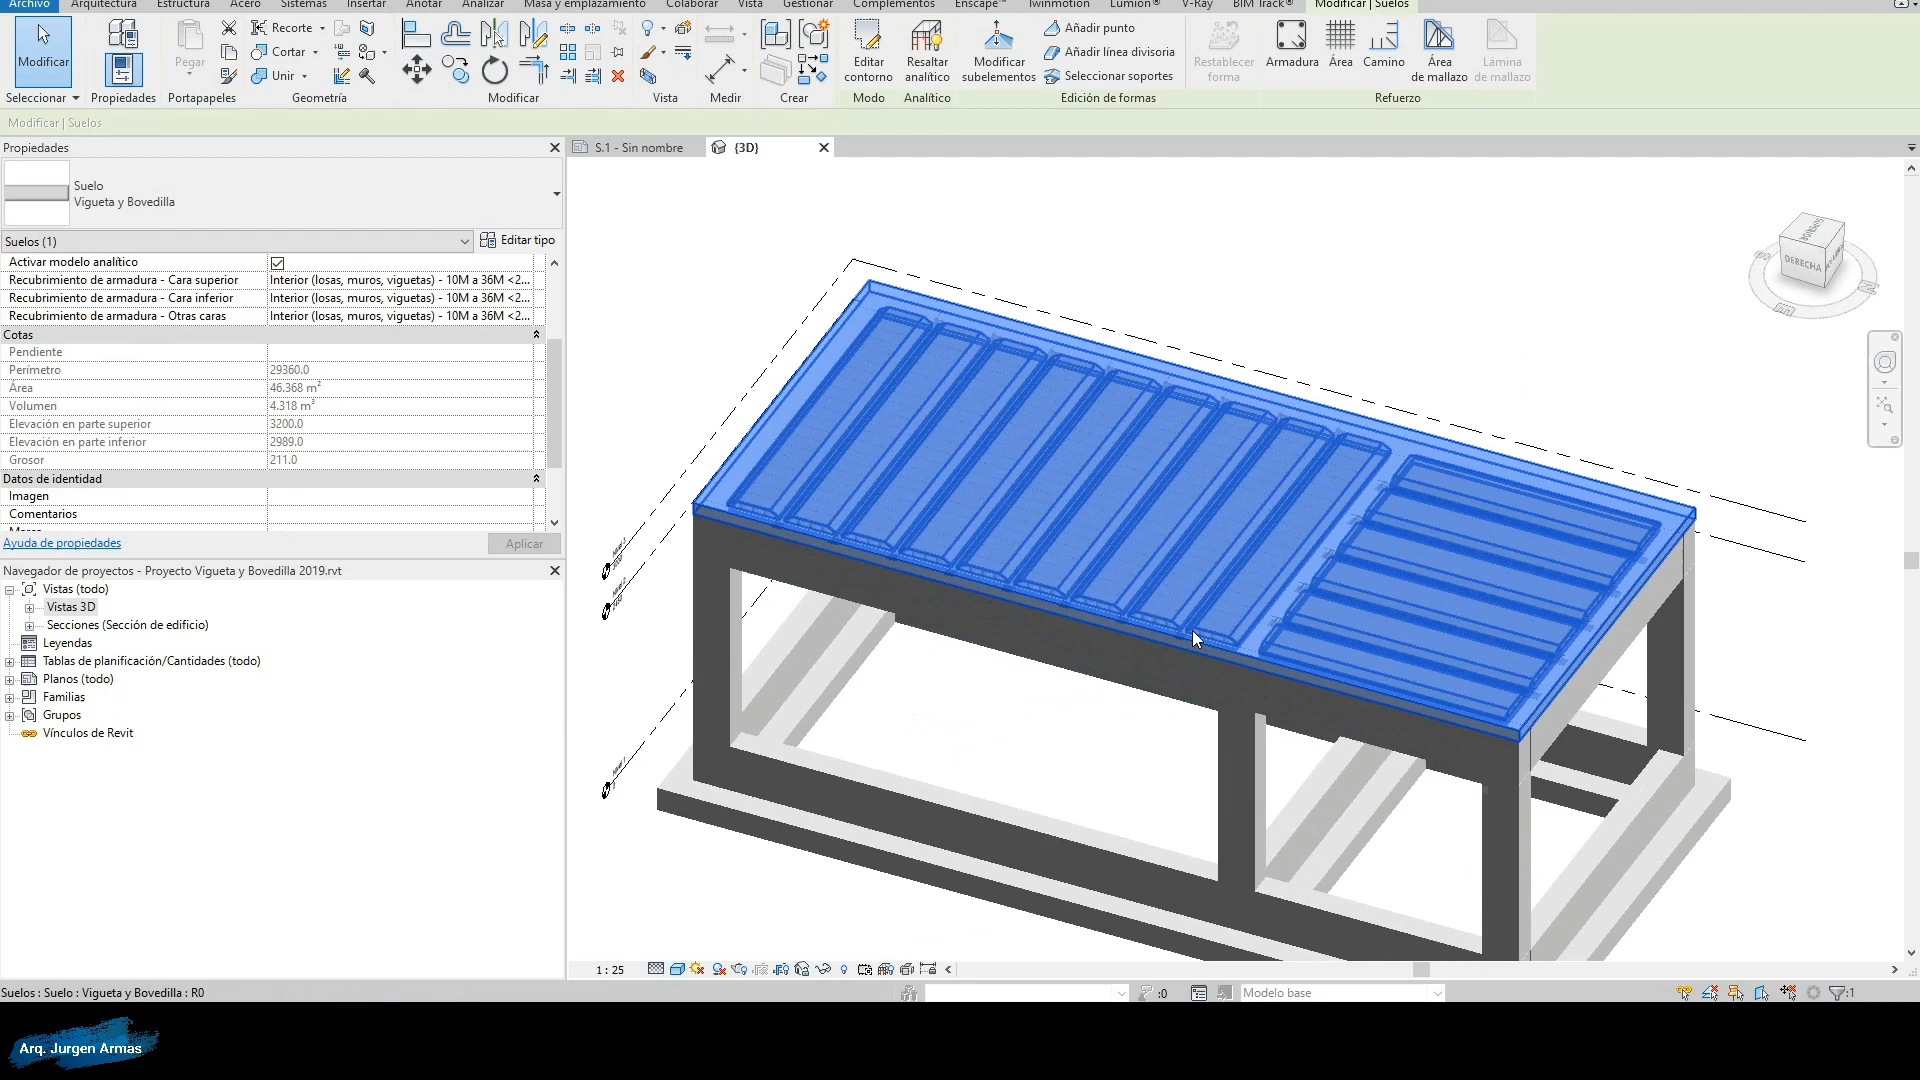 Archivo Arquitectura Estructura Acero Sistemas Insertar Anotar Analizar Masa y emplazamiento Colaborar Vista Gestionar Complementos Enscape™ Twinmotion Lumion® V-Ray BIM Track® Modificar | Suelos
Modificar
Pegar
Recorte
Cortar
Unir
Editar contorno
Resaltar analítico
Modificar subelementos
Añadir punto
Añadir línea divisoria
Seleccionar soportes
Restablecer forma
Armadura
Área
Camino
Área de mallazo
Lámina de mallazo
Seleccionar Propiedades Portapapeles Geometría Modificar Vista Medir Crear Modo Analítico Edición de formas Refuerzo
Modificar | Suelos
Propiedades
S.1 - Sin nombre
{3D}
Suelo
Vigueta y Bovedilla
Suelos (1)
Editar tipo
Activar modelo analítico
Recubrimiento de armadura - Cara superior Interior (losas, muros, viguetas) - 10M a 36M <2...
Recubrimiento de armadura - Cara inferior Interior (losas, muros, viguetas) - 10M a 36M <2...
Recubrimiento de armadura - Otras caras Interior (losas, muros, viguetas) - 10M a 36M <2...
Cotas
Pendiente
Perímetro 29360.0
Área 46.368 m²
Volumen 4.318 m³
Elevación en parte superior 3200.0
Elevación en parte inferior 2989.0
Grosor 211.0
Datos de identidad
Imagen
Comentarios
Ayuda de propiedades
Aplicar
Navegador de proyectos - Proyecto Vigueta y Bovedilla 2019.rvt
Vistas (todo)
Vistas 3D
Secciones (Sección de edificio)
Leyendas
Tablas de planificación/Cantidades (todo)
Planos (todo)
Familias
Grupos
Vínculos de Revit
SUPERIOR
DERECHA
1 : 25
Suelos : Suelo : Vigueta y Bovedilla : R0
:0
Modelo base
:1
Arq. Jurgen Armas